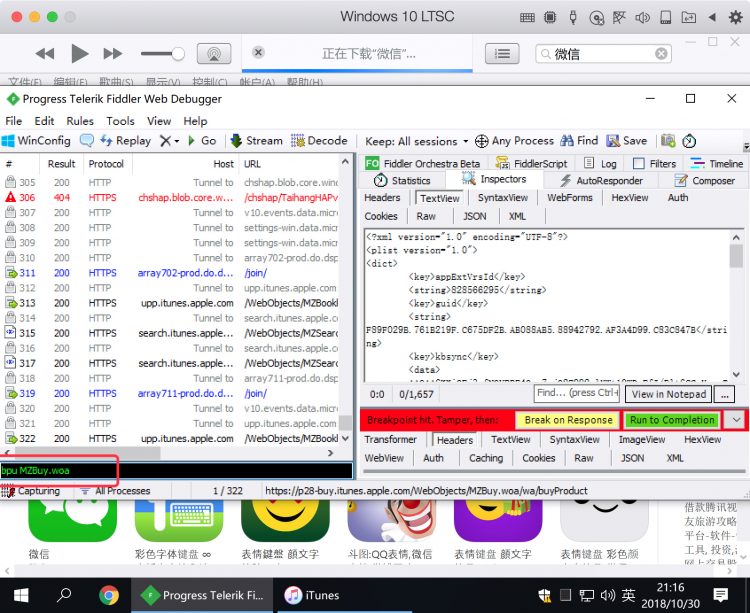 Windows 10 LTSC
正在下载“微信”...
微信
文件(F) 编辑(E) 歌曲(S) 显示(V) 控制(C) 帐户(A) 帮助(H)
Progress Telerik Fiddler Web Debugger
File Edit Rules Tools View Help
WinConfig Replay Go Stream Decode Keep: All sessions Any Process Find Save
# Result Protocol Host URL
305 200 HTTP Tunnel to chshap.blob.core.wind
306 404 HTTPS chshap.blob.core.w... /chshap/TaihangHAPv
307 200 HTTP Tunnel to v10.events.data.micr
308 200 HTTP Tunnel to settings-win.data.micr
309 200 HTTP Tunnel to settings-win.data.micr
310 200 HTTP Tunnel to array702-prod.do.dsp
311 200 HTTPS array702-prod.do.d... /join/
312 200 HTTP Tunnel to upp.itunes.apple.com
313 200 HTTPS upp.itunes.apple.com /WebObjects/MZBookk
314 200 HTTP Tunnel to search.itunes.apple.co
315 200 HTTPS search.itunes.apple... /WebObjects/MZSearc
316 200 HTTP Tunnel to search.itunes.apple.co
317 200 HTTPS search.itunes.apple... /WebObjects/MZSearc
318 200 HTTP Tunnel to array711-prod.do.dsp
319 200 HTTPS array711-prod.do.d... /join/
320 200 HTTP Tunnel to v10.events.data.micr
321 200 HTTP Tunnel to upp.itunes.apple.com
322 200 HTTPS upp.itunes.apple.com /WebObjects/MZBookk
bpu MZBuy.woa
FO Fiddler Orchestra Beta FiddlerScript Log Filters Timeline
Statistics Inspectors AutoResponder Composer
Headers TextView SyntaxView WebForms HexView Auth
Cookies Raw JSON XML
<?xml version="1.0" encoding="UTF-8"?>
<plist version="1.0">
<dict>
<key>appExtVrsId</key>
<string>828566295</string>
<key>guid</key>
<string>
F89F029B.761B219F.C675DF2B.AB088AB5.88942792.AF3A4D99.C83C847B</stri
ng>
<key>kbsync</key>
<data>
0:0 0/1,657 Find... (press Ctrl+ View in Notepad ...
Breakpoint hit. Tamper, then: Break on Response Run to Completion
Transformer Headers TextView SyntaxView ImageView HexView
WebView Auth Caching Cookies Raw JSON XML
Capturing All Processes 1 / 322 https://p28-buy.itunes.apple.com/WebObjects/MZBuy.woa/wa/buyProduct
微信 彩色字体键盘 ∞ 表情鍵盤 顏文字 斗图:QQ表情,微信 表情键盘 颜文字 表情键盘 彩色颜
借款腾讯视
友旅游攻略
平台-软件-
工具, 投资,
Progress Telerik Fi... iTunes 英 21:16
2018/10/30